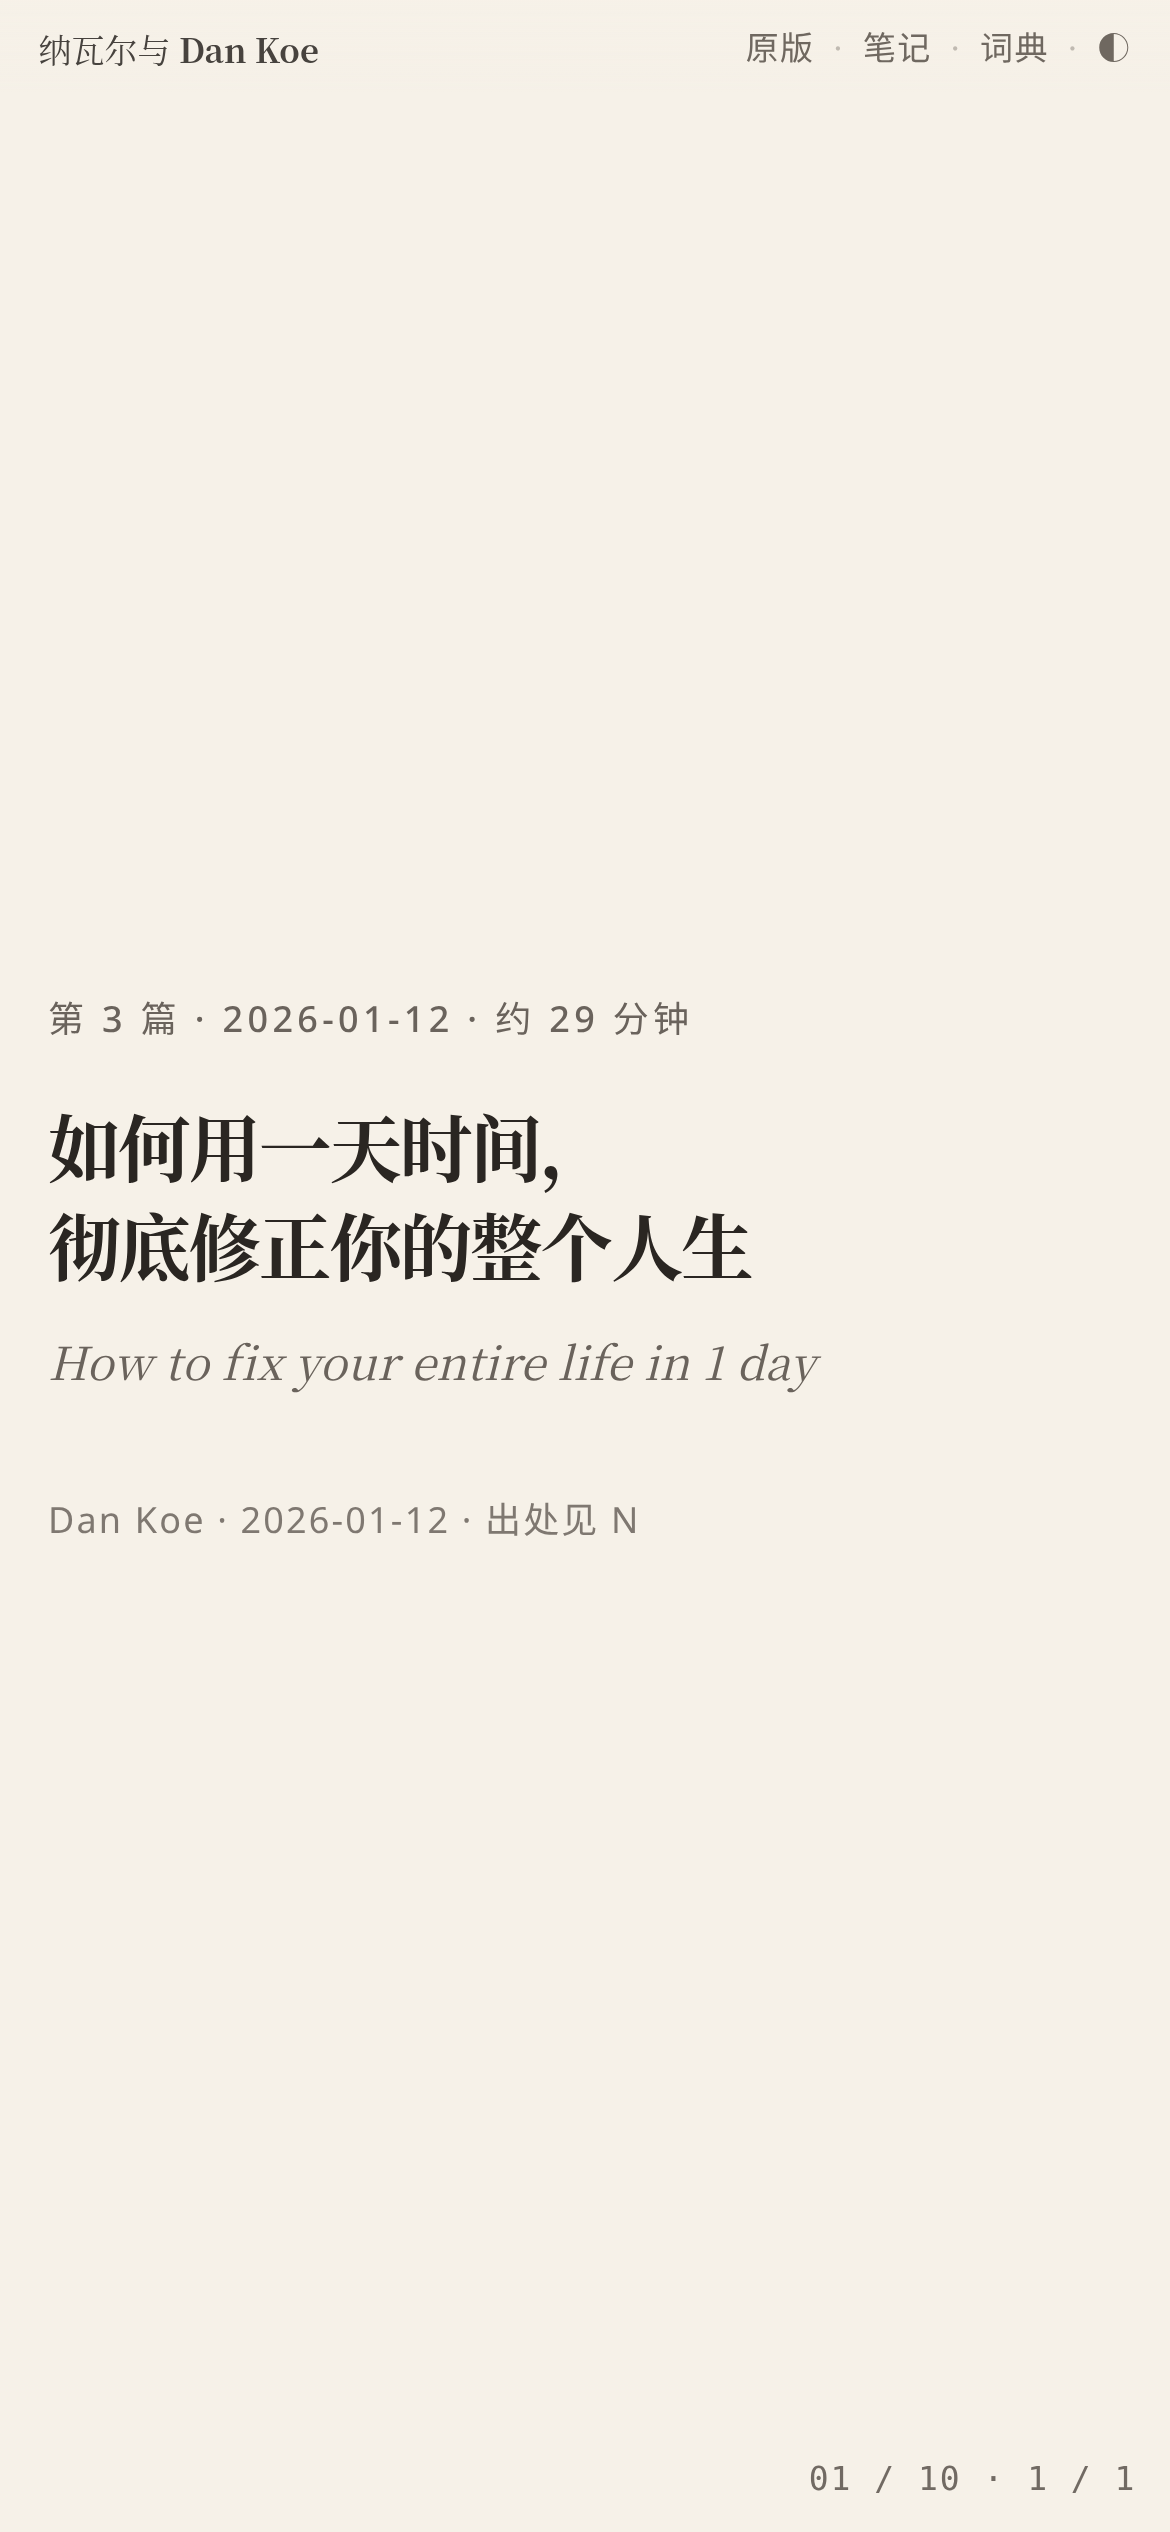 纳瓦尔与 Dan Koe
原版 · 笔记 · 词典 · ◐
第 3 篇 · 2026-01-12 · 约 29 分钟
如何用一天时间，
彻底修正你的整个人生
How to fix your entire life in 1 day
Dan Koe · 2026-01-12 · 出处见 N
01 / 10 · 1 / 1